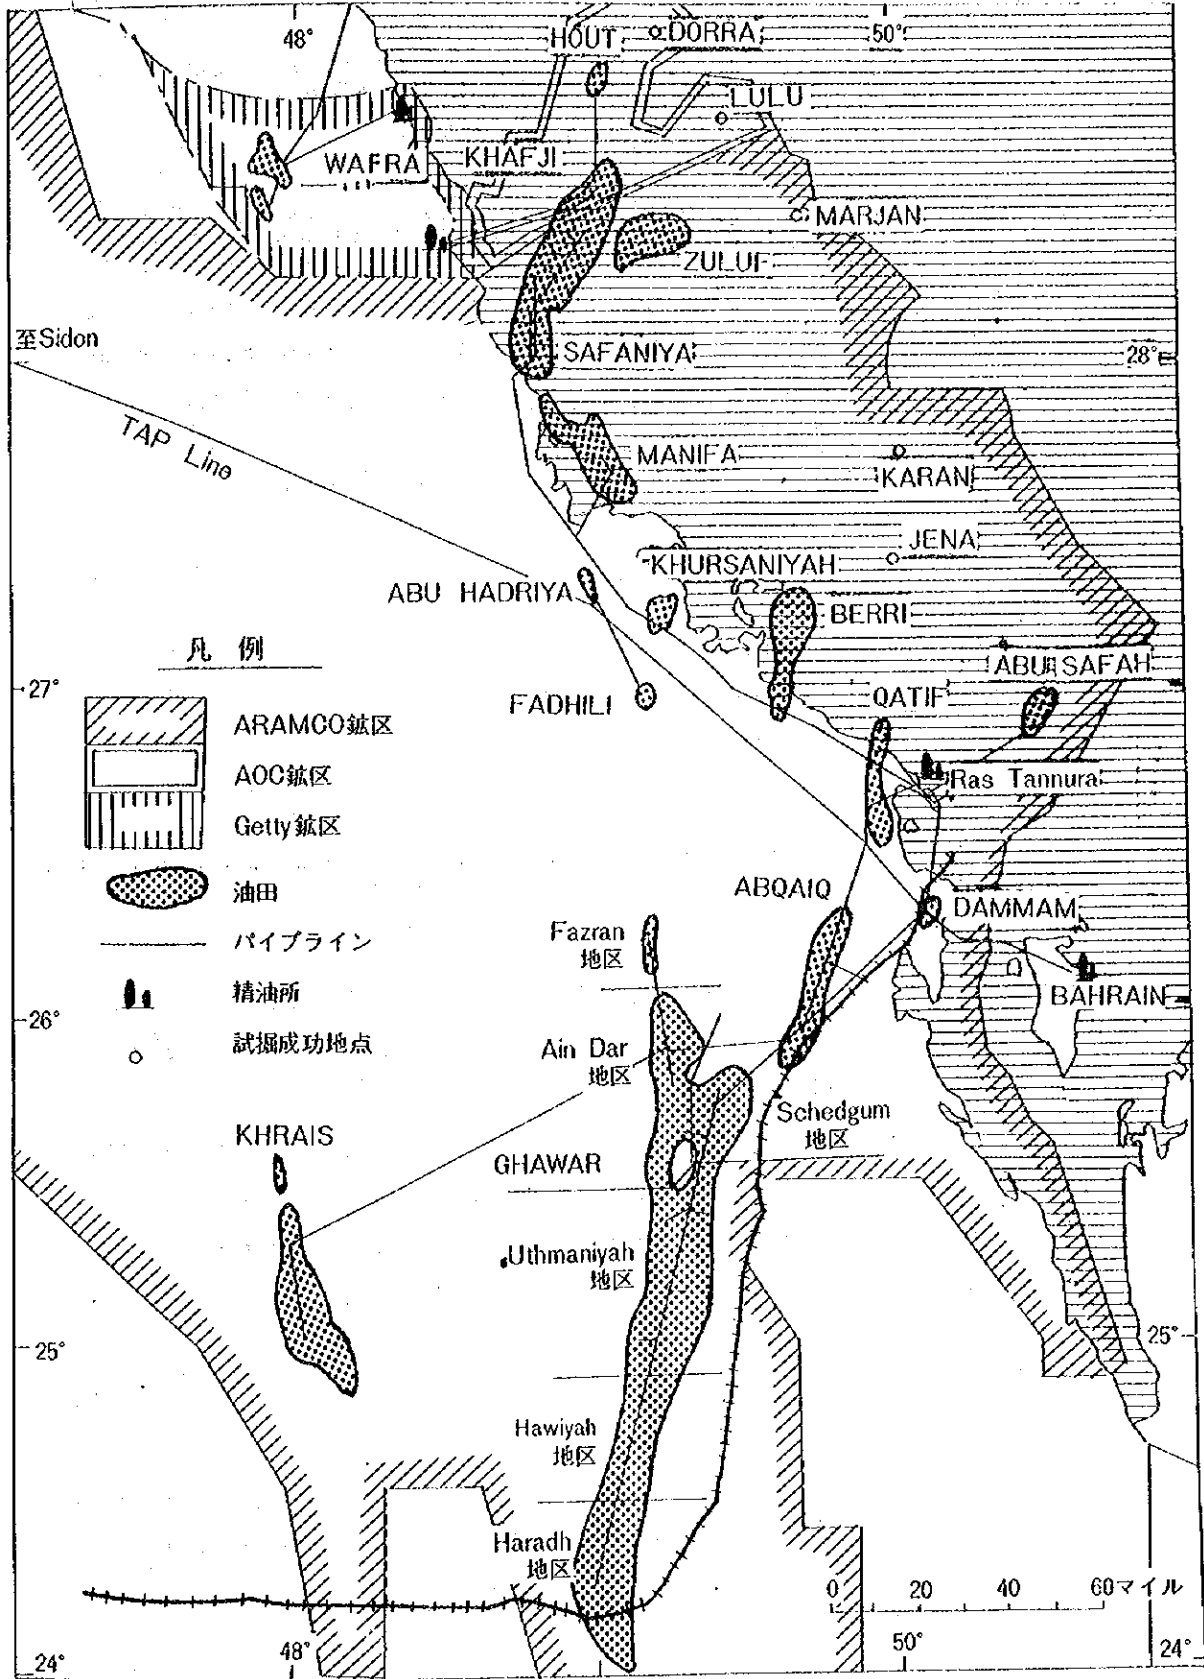 48°
50°
HOUT
DORRA
LULU
WAFRA
KHAFJI
MARJAN
ZULUF
至Sidon
SAFANIYA
28°
TAP Line
MANIFA
KARAN
JENA
KHURSANIYAH
ABU HADRIYA
BERRI
凡例
ABU SAFAH
27°
FADHILI
QATIF
ARAMCO鉱区
AOC鉱区
Ras Tannura
Getty鉱区
油田
ABQAIQ
DAMMAM
パイプライン
Fazran
地区
精油所
BAHRAIN
26°
試掘成功地点
Ain Dar
地区
Schedgum
地区
KHRAIS
GHAWAR
Uthmaniyah
地区
25°
25°
Hawiyah
地区
Haradh
地区
0 20 40 60マイル
24°
48°
50°
24°